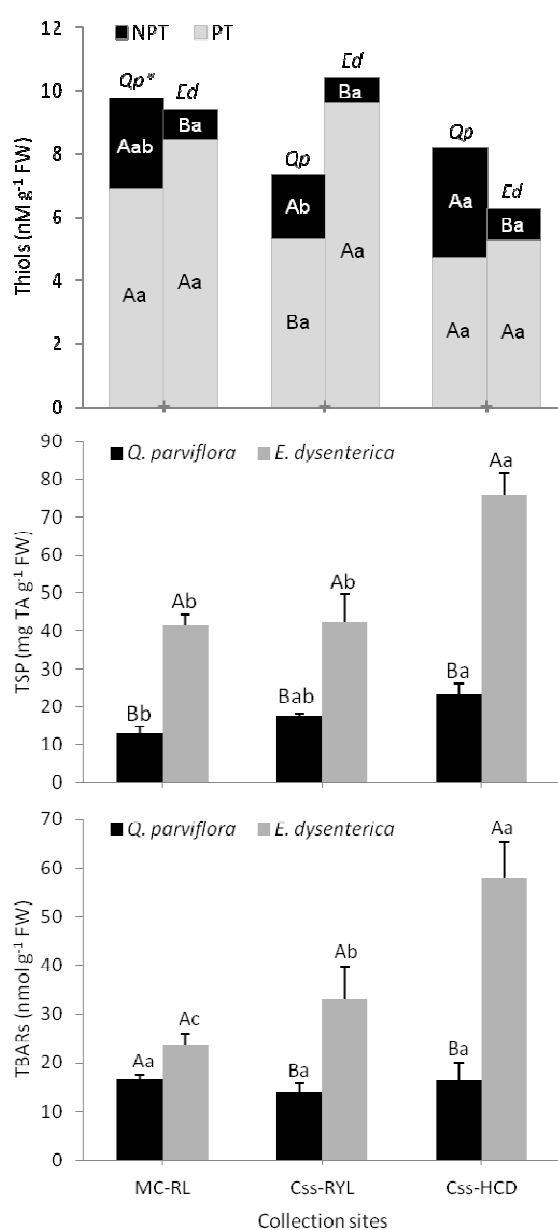 NPT PT
Thiols (nM g-1 FW)
12
10
8
6
4
2
0
Qp* Ed
Aab Ba
Aa Aa
Qp Ed
Ab Ba
Ba Aa
Qp Ed
Aa Ba
Aa Aa
Q. parviflora E. dysenterica
TSP (mg TA g-1 FW)
90
80
70
60
50
40
30
20
10
0
Bb Ab
Bab Ab
Ba Aa
Q. parviflora E. dysenterica
TBARs (nmol g-1 FW)
70
60
50
40
30
20
10
0
Aa Ac
Ba Ab
Ba Aa
MC-RL Css-RYL Css-HCD
Collection sites